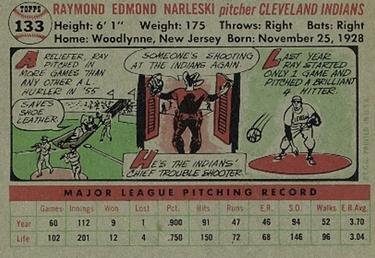 TOPPS
133
RAYMOND EDMOND NARLESKI pitcher CLEVELAND INDIANS
Height: 6' 1" Weight: 175 Throws: Right Bats: Right
Home: Woodlynne, New Jersey Born: November 25, 1928
A RELIEFER, RAY PITCHED IN MORE GAMES THAN ANY OTHER A.L. HURLER IN '55
SAVES SHOE LEATHER.
SOMEONE'S SHOOTING AT THE INDIANS AGAIN.
HE'S THE INDIANS' CHIEF TROUBLE SHOOTER.
LAST YEAR RAY STARTED ONLY 1 GAME AND PITCHED A BRILLIANT 4 HITTER.
MAJOR LEAGUE PITCHING RECORD
Games Innings Won Lost Pct. Hits Runs E.R. S.O. Walks E.R.Avg.
Year 60 112 9 1 .900 91 47 46 94 52 3.70
Life 102 201 12 4 .750 150 72 68 146 96 3.04